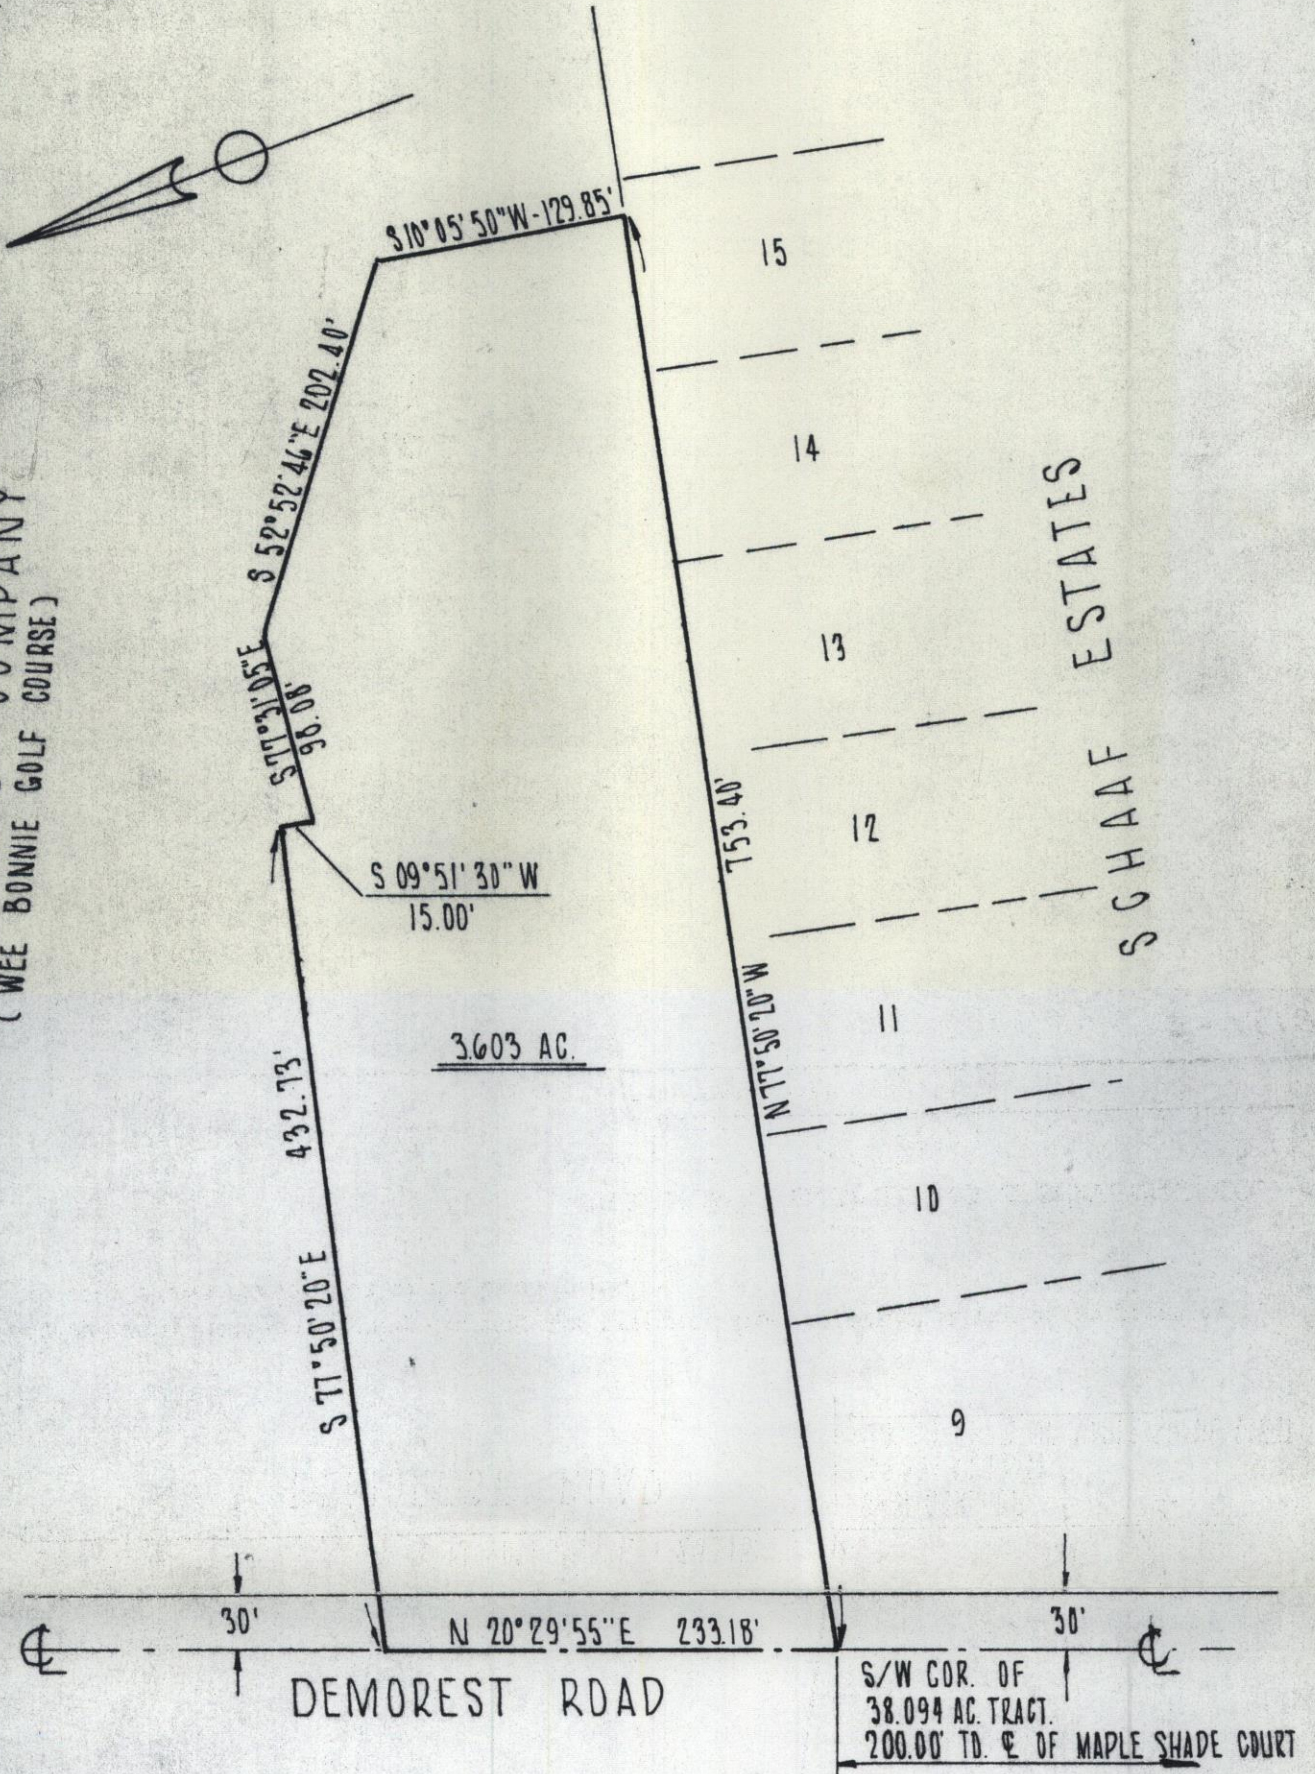 COMPANY
( WEE BONNIE GOLF COURSE )
S 10° 05' 50" W - 129.85'
15
S 52° 52' 46" E 202.40'
14
13
S 77° 31' 05" E
98.08'
753.40'
12
S 09° 51' 30" W
15.00'
SCHAAF ESTATES
N 77° 50' 20" W
11
3.603 AC.
432.73'
10
S 77° 50' 20" E
9
30'
N 20° 29' 55" E 233.18'
30'
℄
℄
DEMOREST ROAD
S/W COR. OF
38.094 AC. TRACT.
200.00' TO. ℄ OF MAPLE SHADE COURT